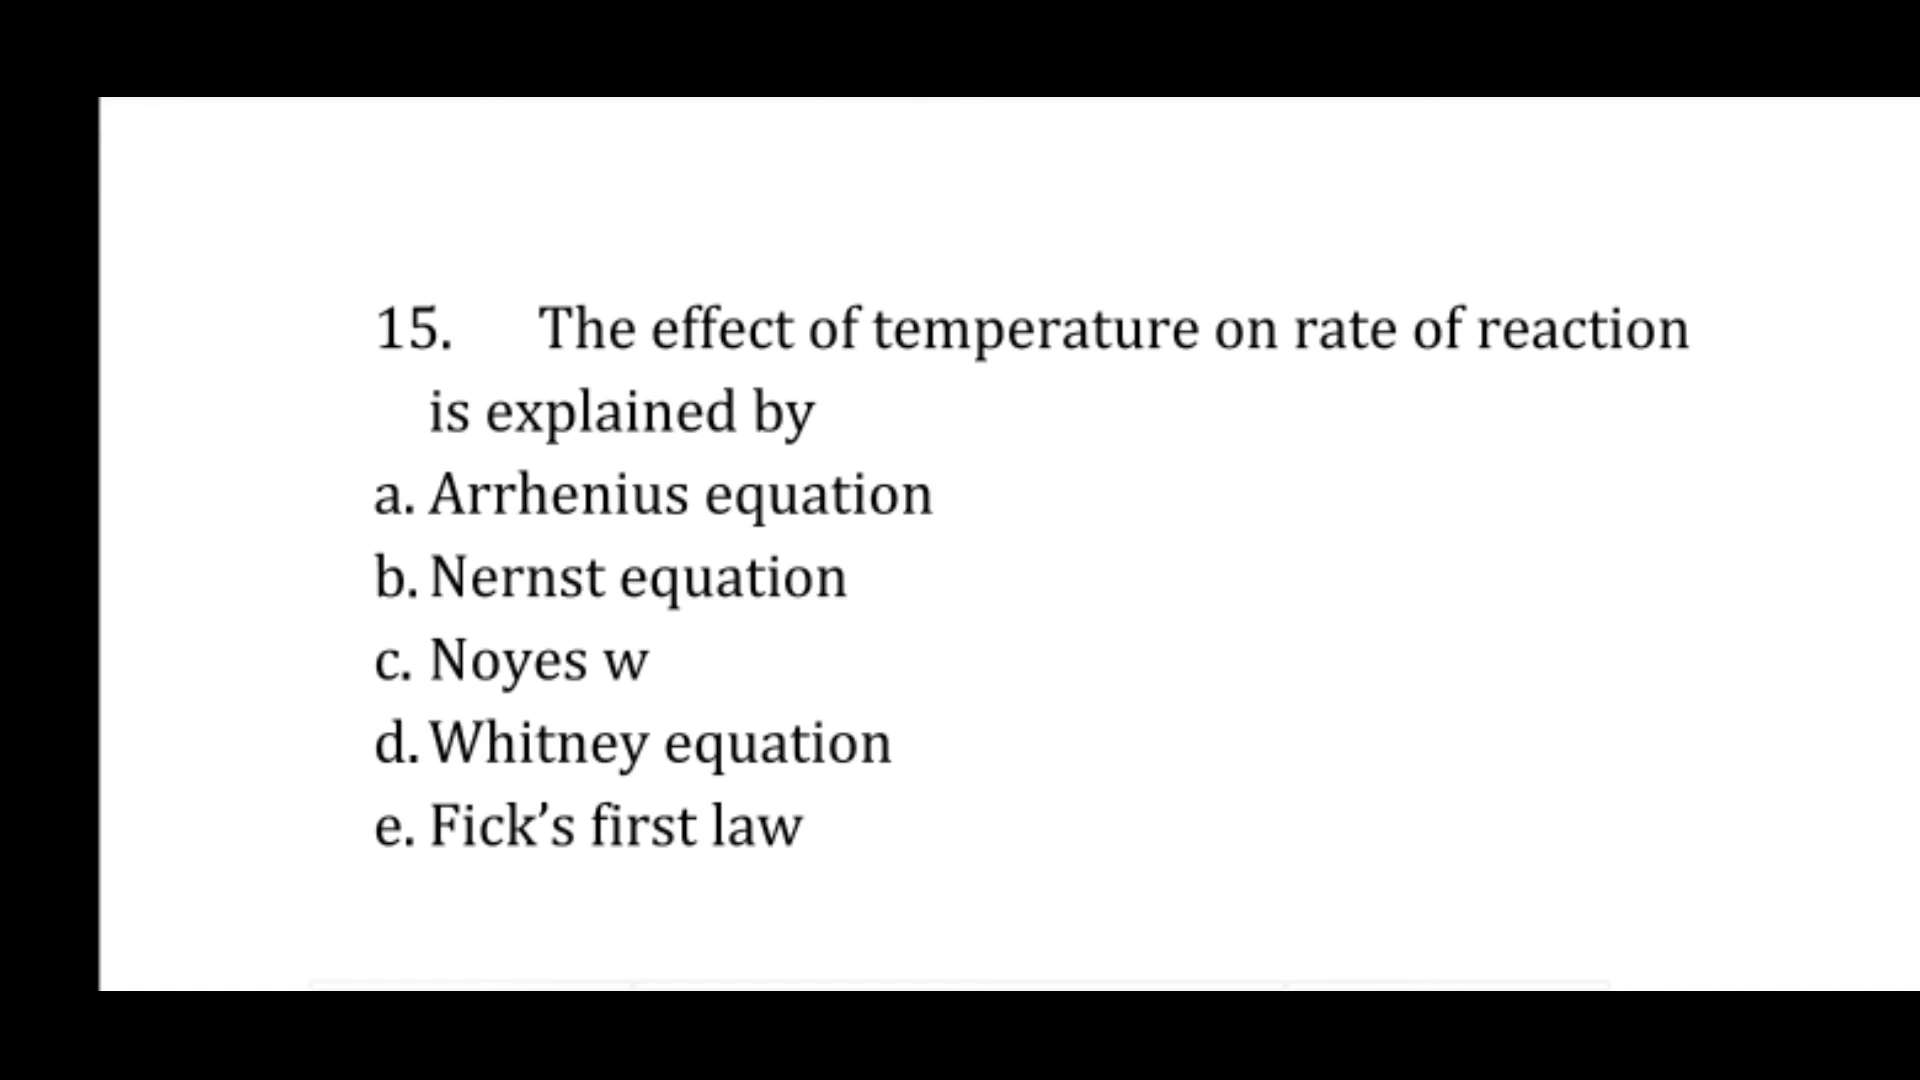 15. The effect of temperature on rate of reaction
is explained by
a. Arrhenius equation
b. Nernst equation
c. Noyes w
d. Whitney equation
e. Fick’s first law